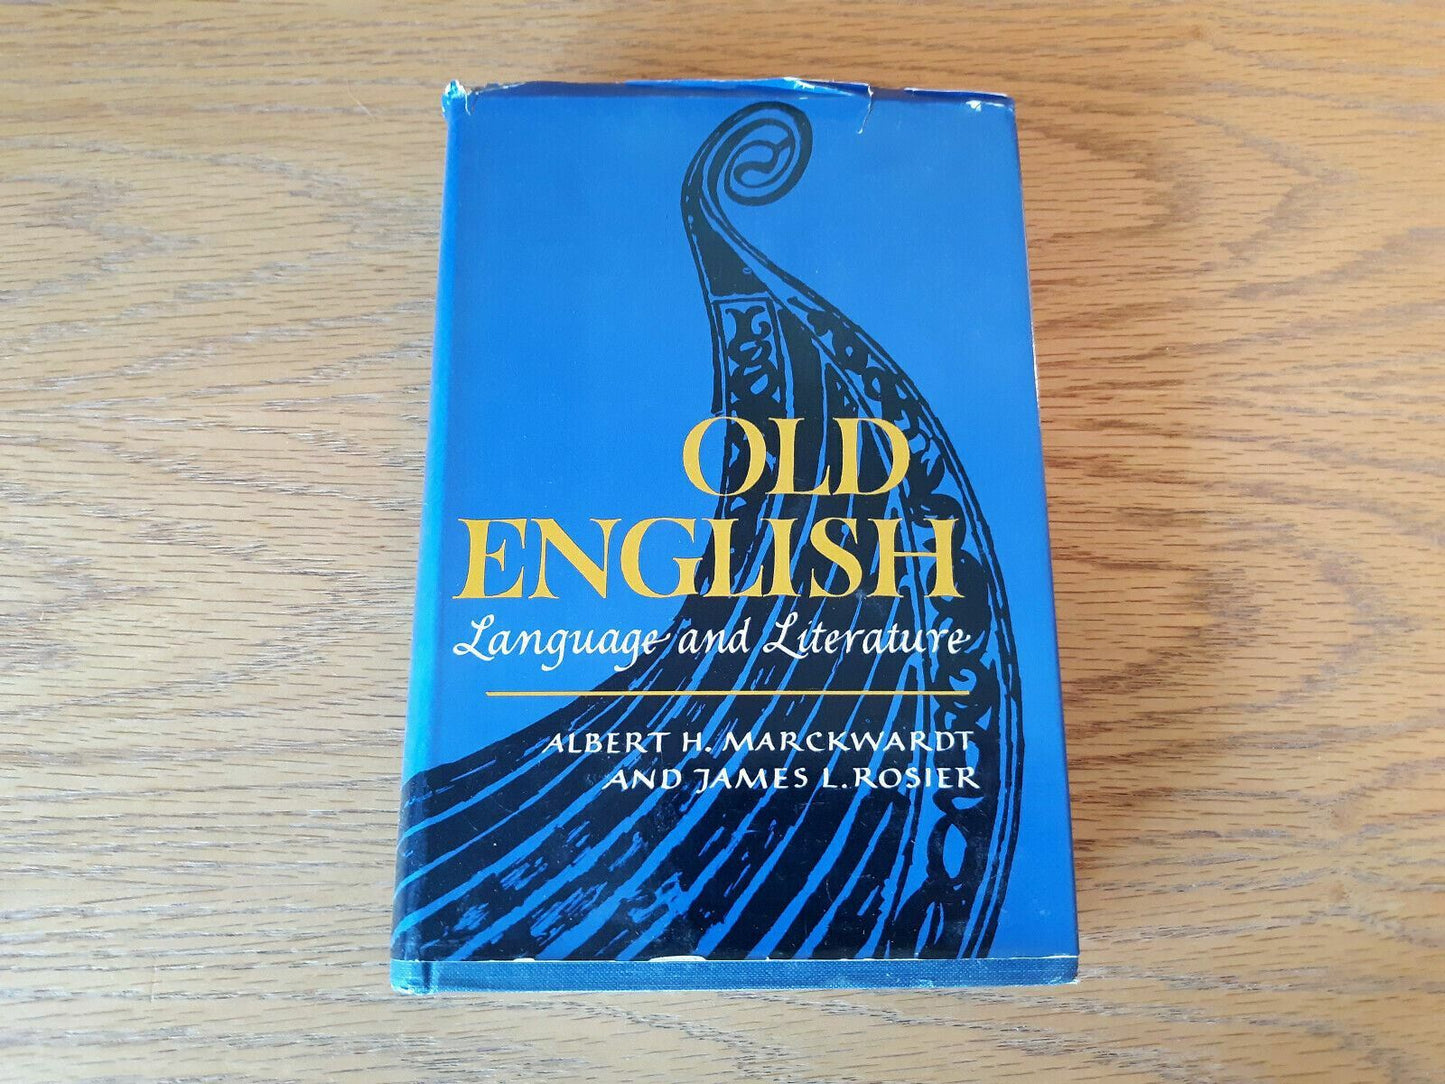 OLD
ENGLISH
Language and Literature
ALBERT H. MARCKWARDT
AND JAMES L. ROSIER